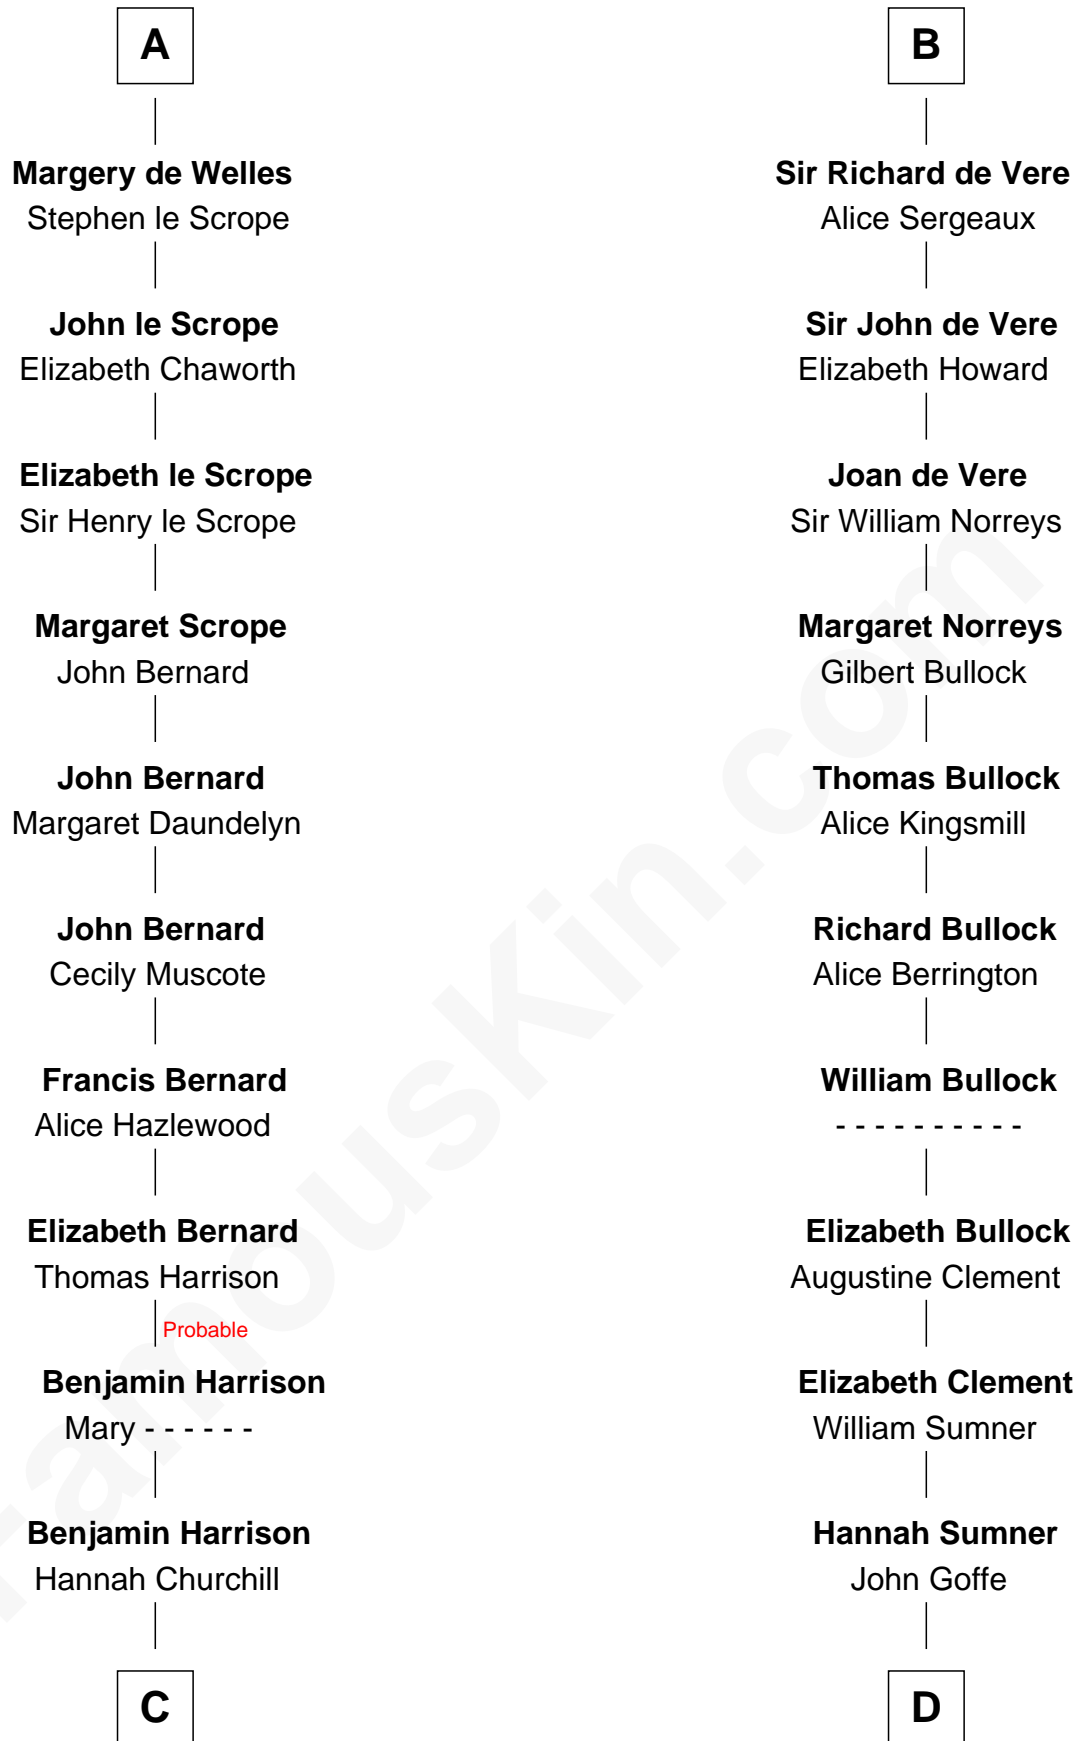 A
Margery de Welles
Stephen le Scrope
John le Scrope
Elizabeth Chaworth
Elizabeth le Scrope
Sir Henry le Scrope
Margaret Scrope
John Bernard
John Bernard
Margaret Daundelyn
John Bernard
Cecily Muscote
Francis Bernard
Alice Hazlewood
Elizabeth Bernard
Thomas Harrison
Probable
Benjamin Harrison
Mary - - - - - -
Benjamin Harrison
Hannah Churchill
C
B
Sir Richard de Vere
Alice Sergeaux
Sir John de Vere
Elizabeth Howard
Joan de Vere
Sir William Norreys
Margaret Norreys
Gilbert Bullock
Thomas Bullock
Alice Kingsmill
Richard Bullock
Alice Berrington
William Bullock
- - - - - - - - - -
Elizabeth Bullock
Augustine Clement
Elizabeth Clement
William Sumner
Hannah Sumner
John Goffe
D
FamousKin.com